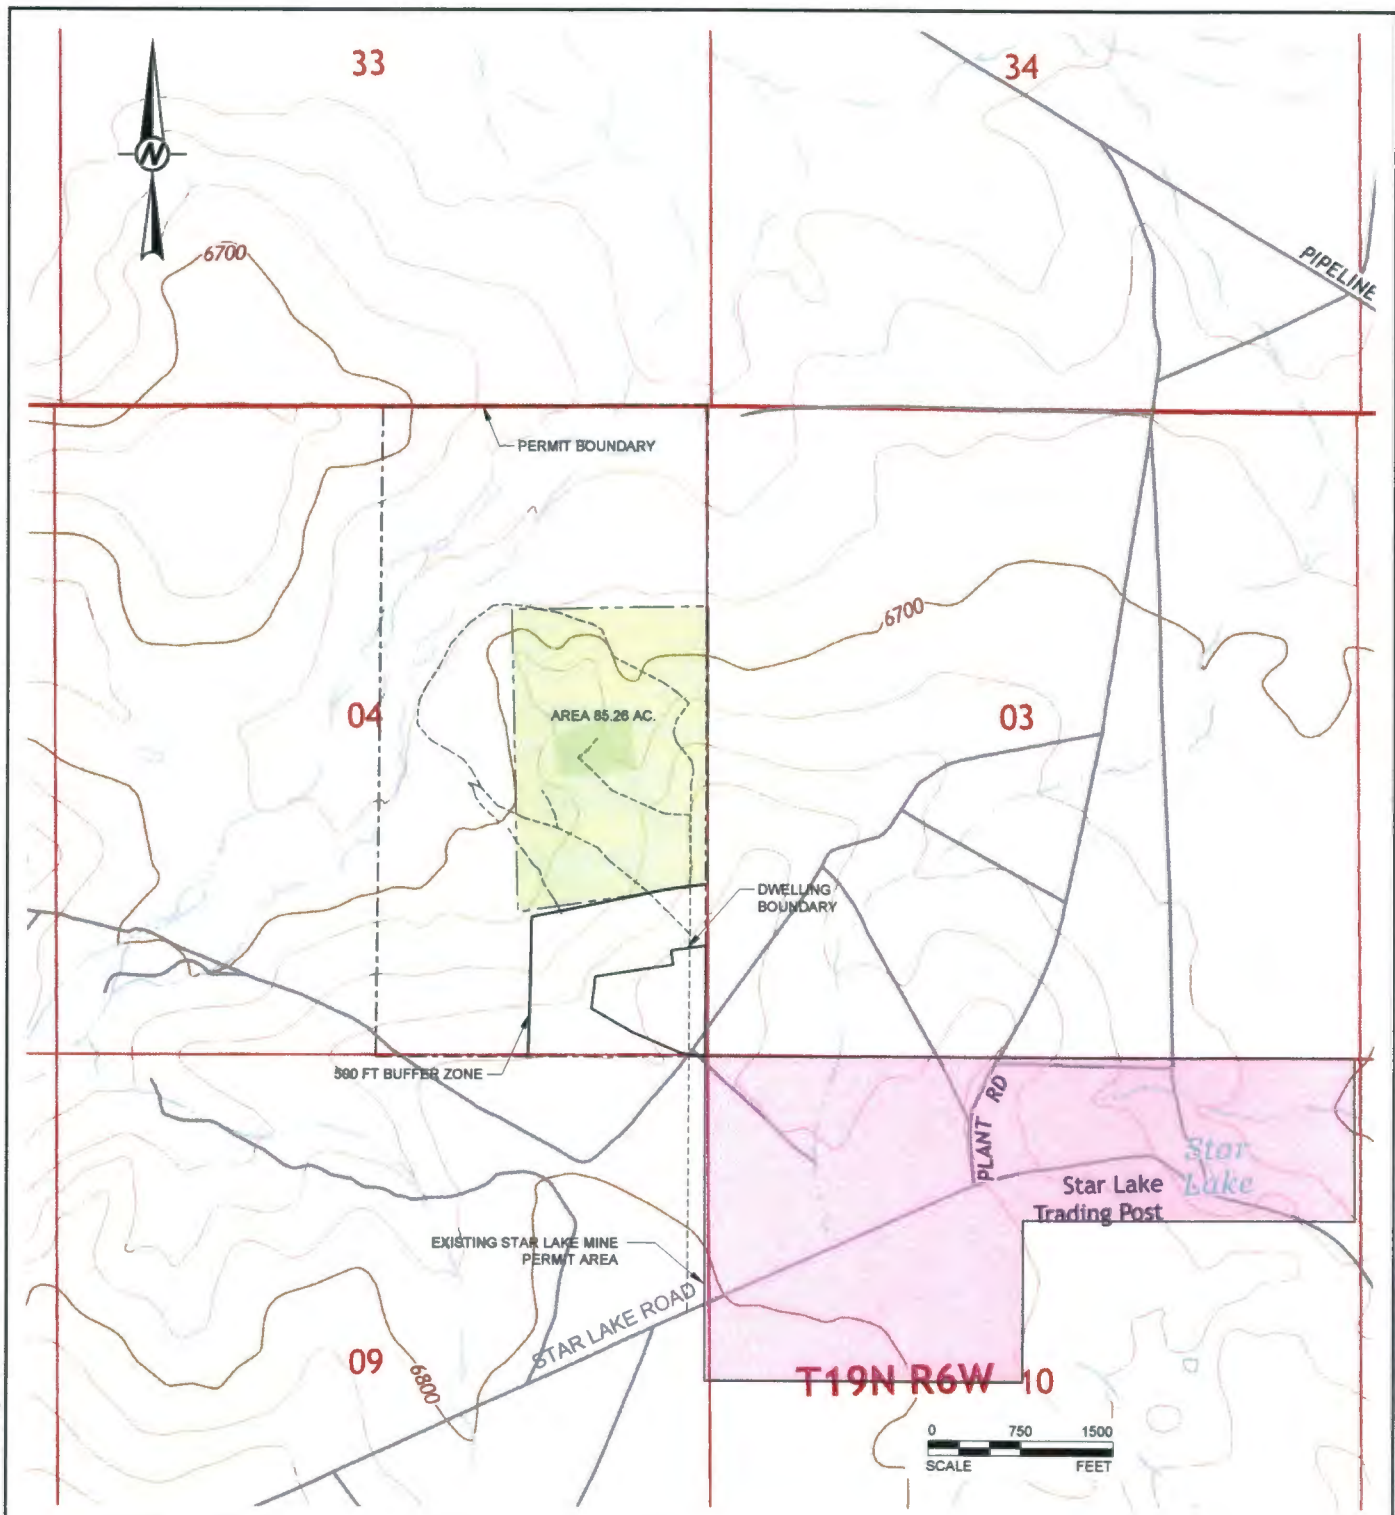 33
34
N
6700
PIPELINE
PERMIT BOUNDARY
6700
04
AREA 85.26 AC.
03
DWELLING
BOUNDARY
500 FT BUFFER ZONE
PLANT RD
Star
Lake
Star Lake
Trading Post
EXISTING STAR LAKE MINE
PERMIT AREA
STAR LAKE ROAD
09
6800
T19N R6W 10
0 750 1500
SCALE FEET